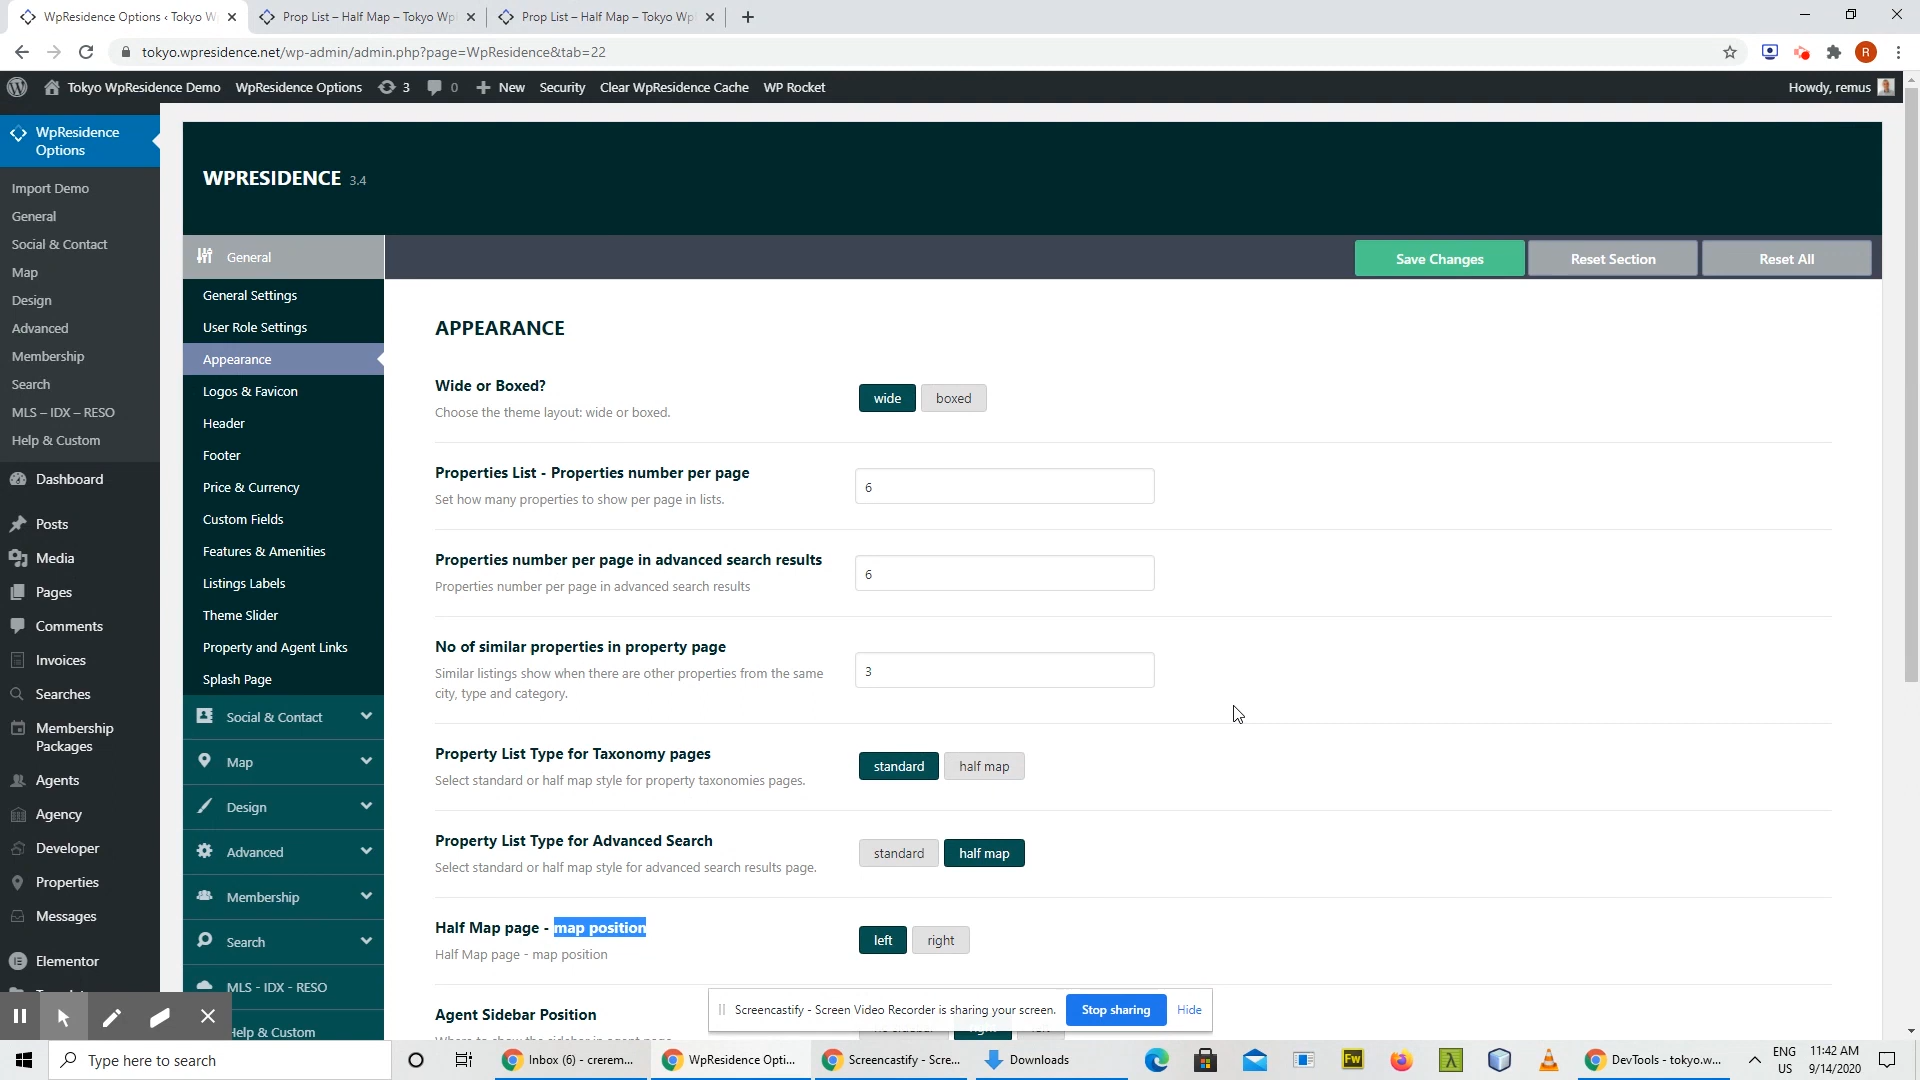 WpResidence Options ‹ Tokyo W
Prop List – Half Map – Tokyo Wp
Prop List – Half Map – Tokyo Wp
tokyo.wpresidence.net/wp-admin/admin.php?page=WpResidence&tab=22
R
Tokyo WpResidence Demo
WpResidence Options
3
0
New
Security
Clear WpResidence Cache
WP Rocket
Howdy, remus
WpResidence
Options
Import Demo
General
Social & Contact
Map
Design
Advanced
Membership
Search
MLS – IDX – RESO
Help & Custom
Dashboard
Posts
Media
Pages
Comments
Invoices
Searches
Membership
Packages
Agents
Agency
Developer
Properties
Messages
Elementor
WPRESIDENCE 3.4
General
General Settings
User Role Settings
Appearance
Logos & Favicon
Header
Footer
Price & Currency
Custom Fields
Features & Amenities
Listings Labels
Theme Slider
Property and Agent Links
Splash Page
Social & Contact
Map
Design
Advanced
Membership
Search
MLS - IDX - RESO
Help & Custom
Save Changes
Reset Section
Reset All
APPEARANCE
Wide or Boxed?
Choose the theme layout: wide or boxed.
wide
boxed
Properties List - Properties number per page
Set how many properties to show per page in lists.
6
Properties number per page in advanced search results
Properties number per page in advanced search results
6
No of similar properties in property page
Similar listings show when there are other properties from the same
city, type and category.
3
Property List Type for Taxonomy pages
Select standard or half map style for property taxonomies pages.
standard
half map
Property List Type for Advanced Search
Select standard or half map style for advanced search results page.
standard
half map
Half Map page - map position
Half Map page - map position
left
right
Agent Sidebar Position
Where to show the sidebar in agent page
Screencastify - Screen Video Recorder is sharing your screen.
Stop sharing
Hide
Type here to search
Inbox (6) - crerem...
WpResidence Opti...
Screencastify - Scre...
Downloads
Fw
DevTools - tokyo.w...
ENG
US
11:42 AM
9/14/2020